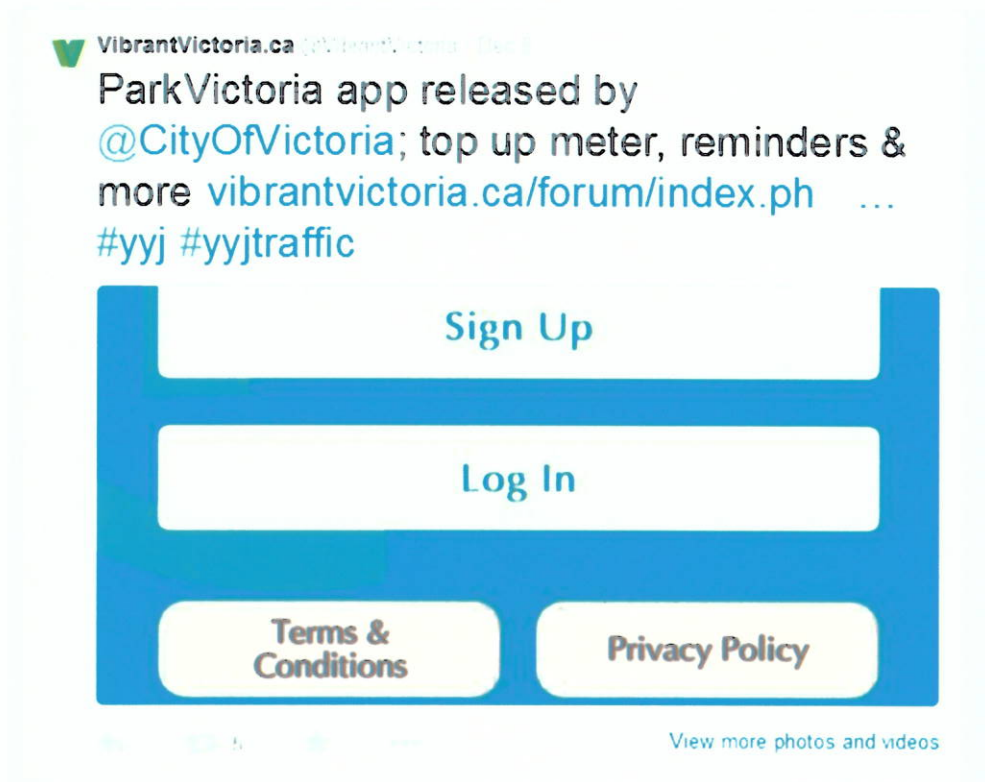 VibrantVictoria.ca
ParkVictoria app released by
@CityOfVictoria; top up meter, reminders &
more vibrantvictoria.ca/forum/index.ph ...
#yyj #yyjtraffic
Sign Up
Log In
Terms &
Conditions
Privacy Policy
View more photos and videos